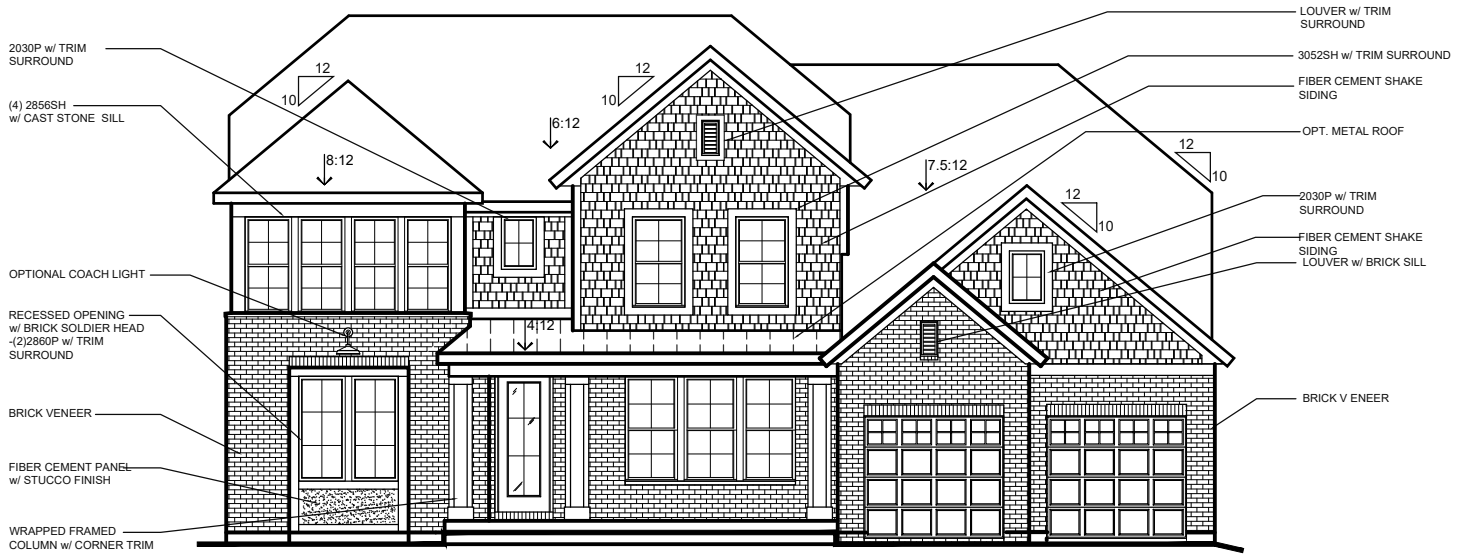 2030P w/ TRIM
SURROUND
(4) 2856SH
w/ CAST STONE SILL
OPTIONAL COACH LIGHT
RECESSED OPENING
w/ BRICK SOLDIER HEAD
-(2)2860P w/ TRIM
SURROUND
BRICK VENEER
FIBER CEMENT PANEL
w/ STUCCO FINISH
WRAPPED FRAMED
COLUMN w/ CORNER TRIM
12
10
8:12
12
10
6:12
4:12
7.5:12
12
10
12
10
LOUVER w/ TRIM
SURROUND
3052SH w/ TRIM SURROUND
FIBER CEMENT SHAKE
SIDING
OPT. METAL ROOF
2030P w/ TRIM
SURROUND
FIBER CEMENT SHAKE
SIDING
LOUVER w/ BRICK SILL
BRICK V ENEER